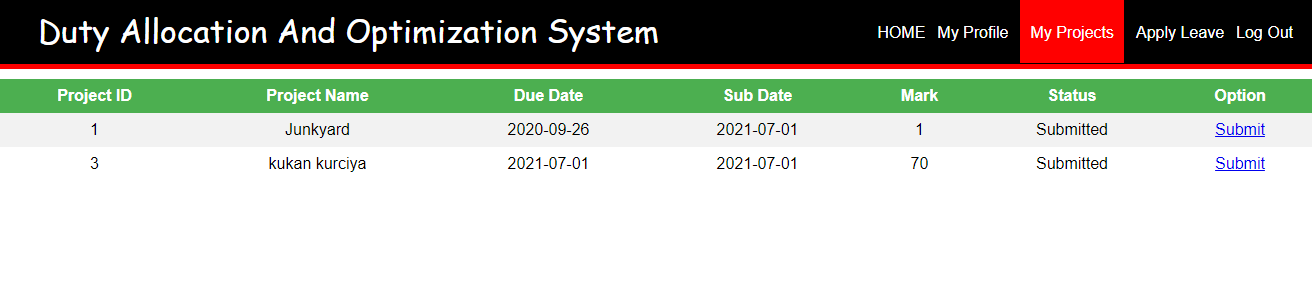 Duty Allocation And Optimization System HOME My Profile My Projects Apply Leave Log Out
Project ID Project Name Due Date Sub Date Mark Status Option
1 Junkyard 2020-09-26 2021-07-01 1 Submitted Submit
3 kukan kurciya 2021-07-01 2021-07-01 70 Submitted Submit